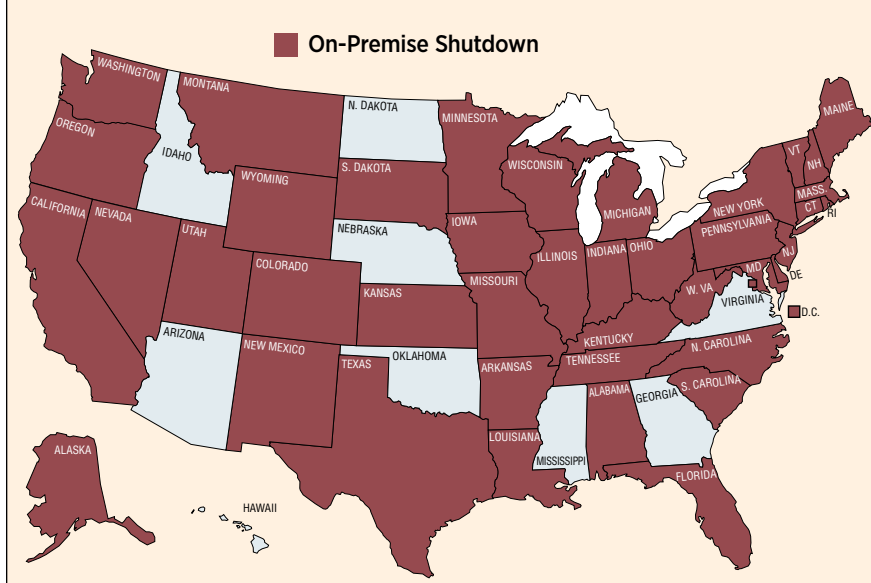 On-Premise Shutdown
WASHINGTON
MONTANA
N. DAKOTA
MINNESOTA
MAINE
OREGON
IDAHO
WYOMING
S. DAKOTA
WISCONSIN
MICHIGAN
VT
NH
NEW YORK
MASS.
CT
RI
CALIFORNIA
NEVADA
UTAH
COLORADO
NEBRASKA
IOWA
ILLINOIS
INDIANA
OHIO
PENNSYLVANIA
NJ
MD
DE
D.C.
KANSAS
MISSOURI
W. VA
VIRGINIA
KENTUCKY
ARIZONA
NEW MEXICO
TEXAS
OKLAHOMA
ARKANSAS
TENNESSEE
N. CAROLINA
S. CAROLINA
LOUISIANA
MISSISSIPPI
ALABAMA
GEORGIA
FLORIDA
ALASKA
HAWAII